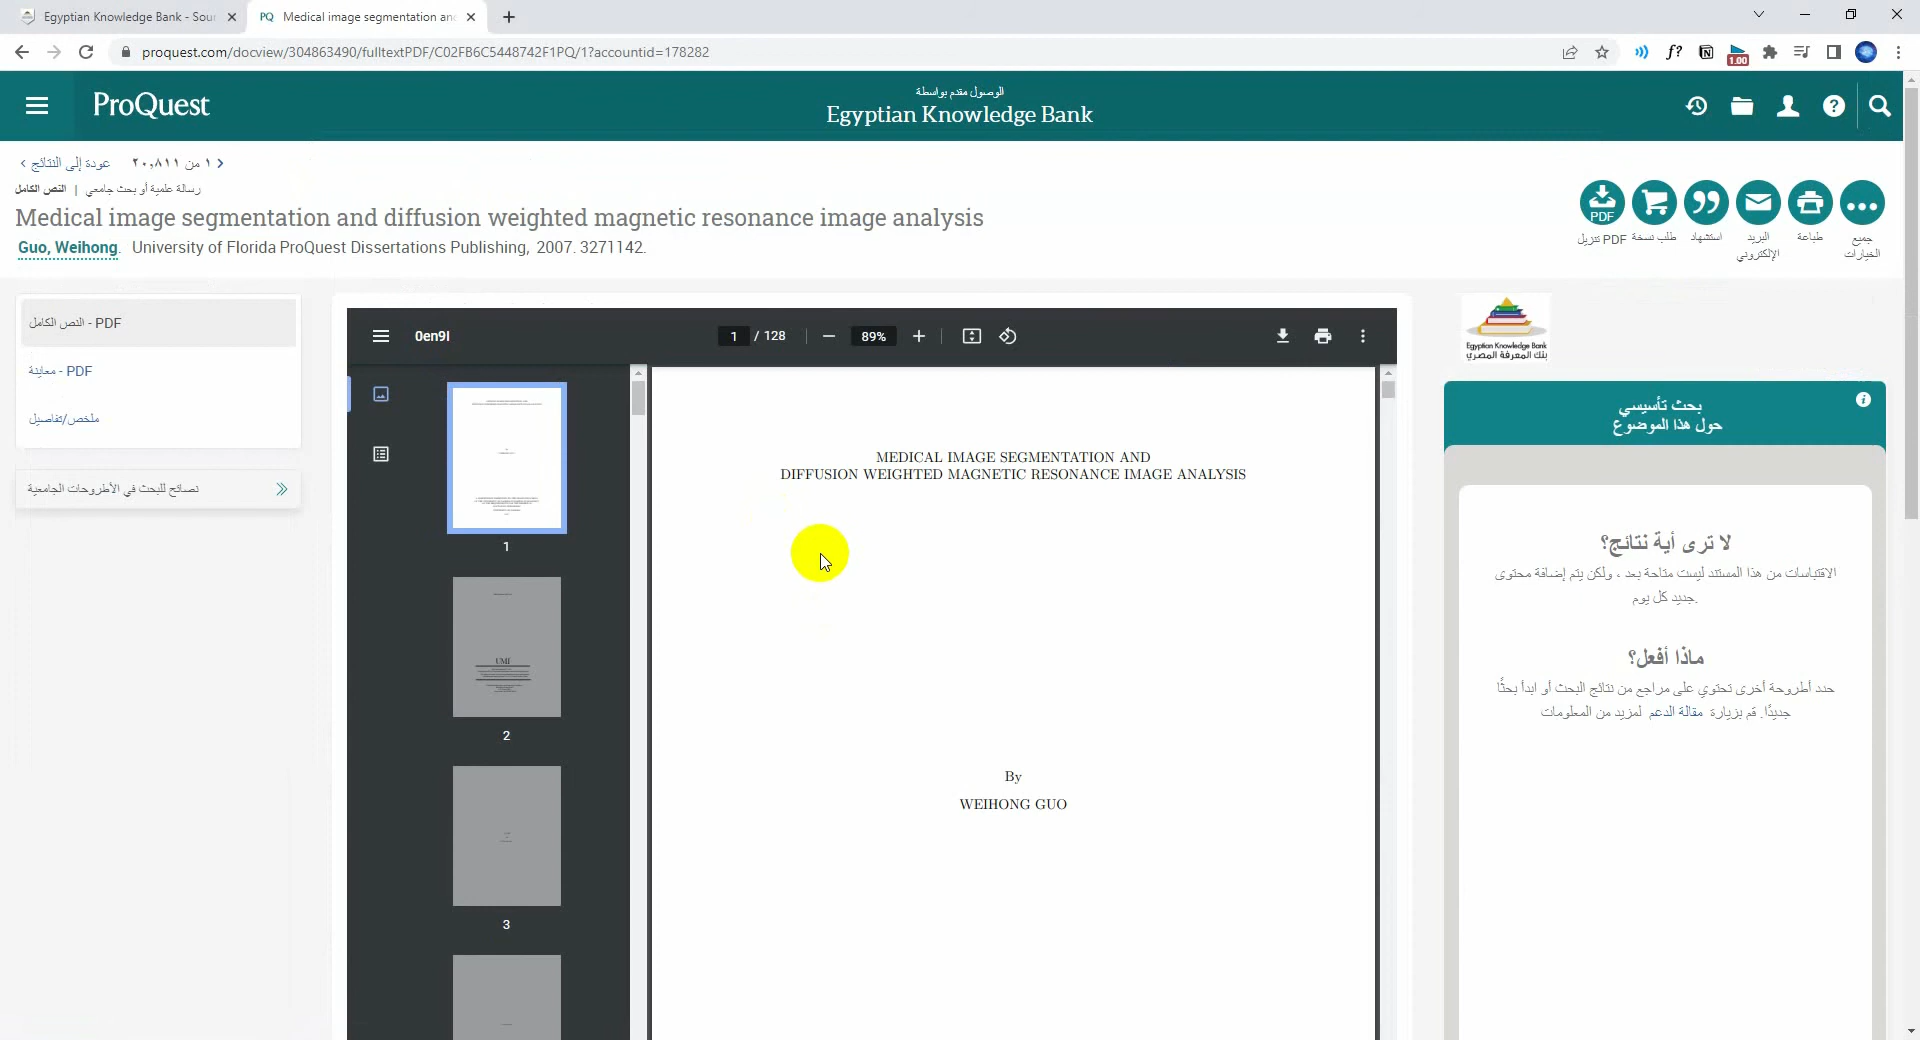 Egyptian Knowledge Bank - Sour
Medical image segmentation and
proquest.com/docview/304863490/fulltextPDF/C02FB6C5448742F1PQ/1?accountid=178282
f?
1.00
ProQuest
الوصول مقدم بواسطة
Egyptian Knowledge Bank
عودة إلى النتائج
١ من ٢٠,٨١١
رسالة علمية أو بحث جامعي | النص الكامل
Medical image segmentation and diffusion weighted magnetic resonance image analysis
Guo, Weihong. University of Florida ProQuest Dissertations Publishing, 2007. 3271142.
PDF
تنزيل PDF
طلب نسخة
استشهاد
البريد الإلكتروني
طباعة
جميع الخيارات
النص الكامل - PDF
معاينة - PDF
ملخص/تفاصيل
نصائح للبحث في الأطروحات الجامعية
0en9l
1 / 128
89%
1
UMI
2
3
MEDICAL IMAGE SEGMENTATION AND
DIFFUSION WEIGHTED MAGNETIC RESONANCE IMAGE ANALYSIS
By
WEIHONG GUO
Egyptian Knowledge Bank
بنك المعرفة المصري
بحث تأسيسي
حول هذا الموضوع
لا ترى أية نتائج؟
الاقتباسات من هذا المستند ليست متاحة بعد ، ولكن يتم إضافة محتوى
جديد كل يوم.
ماذا أفعل؟
حدد أطروحة أخرى تحتوي على مراجع من نتائج البحث أو ابدأ بحثًا
جديدًا. قم بزيارة مقالة الدعم لمزيد من المعلومات